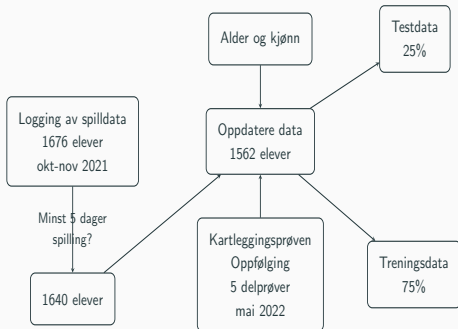 Testdata
25%
Alder og kjønn
Logging av spilldata
1676 elever
okt-nov 2021
Oppdatere data
1562 elever
Minst 5 dager
spilling?
Kartleggingsprøven
Oppfølging
5 delprøver
mai 2022
Treningsdata
75%
1640 elever